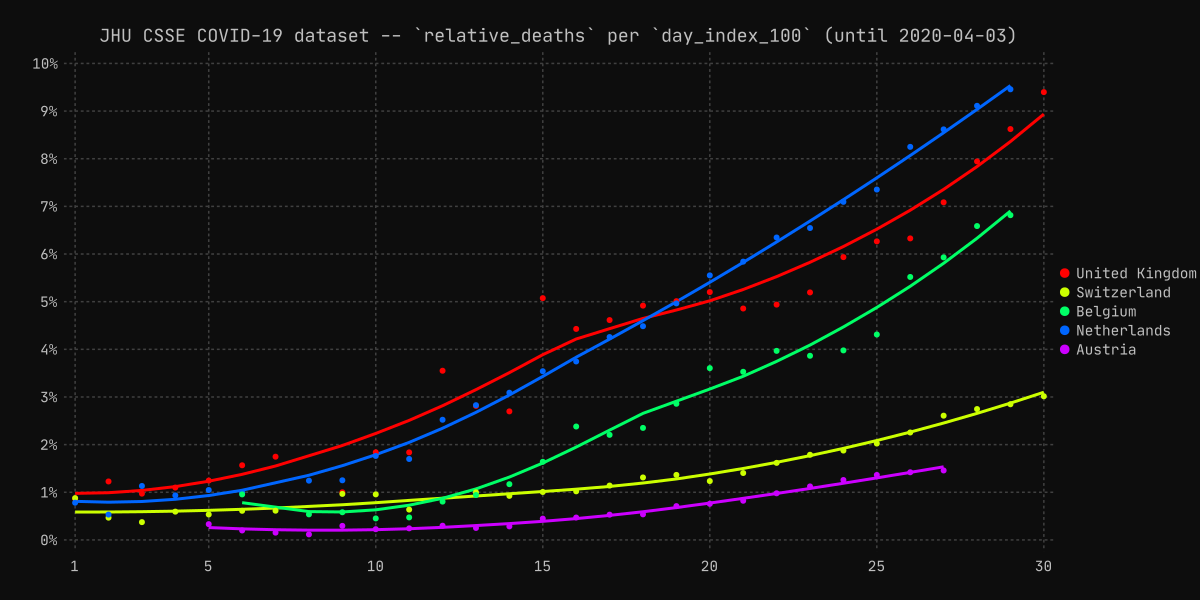 JHU CSSE COVID-19 dataset -- `relative_deaths` per `day_index_100` (until 2020-04-03)
10%
9%
8%
7%
6%
5%
4%
3%
2%
1%
0%
1 5 10 15 20 25 30
United Kingdom
Switzerland
Belgium
Netherlands
Austria